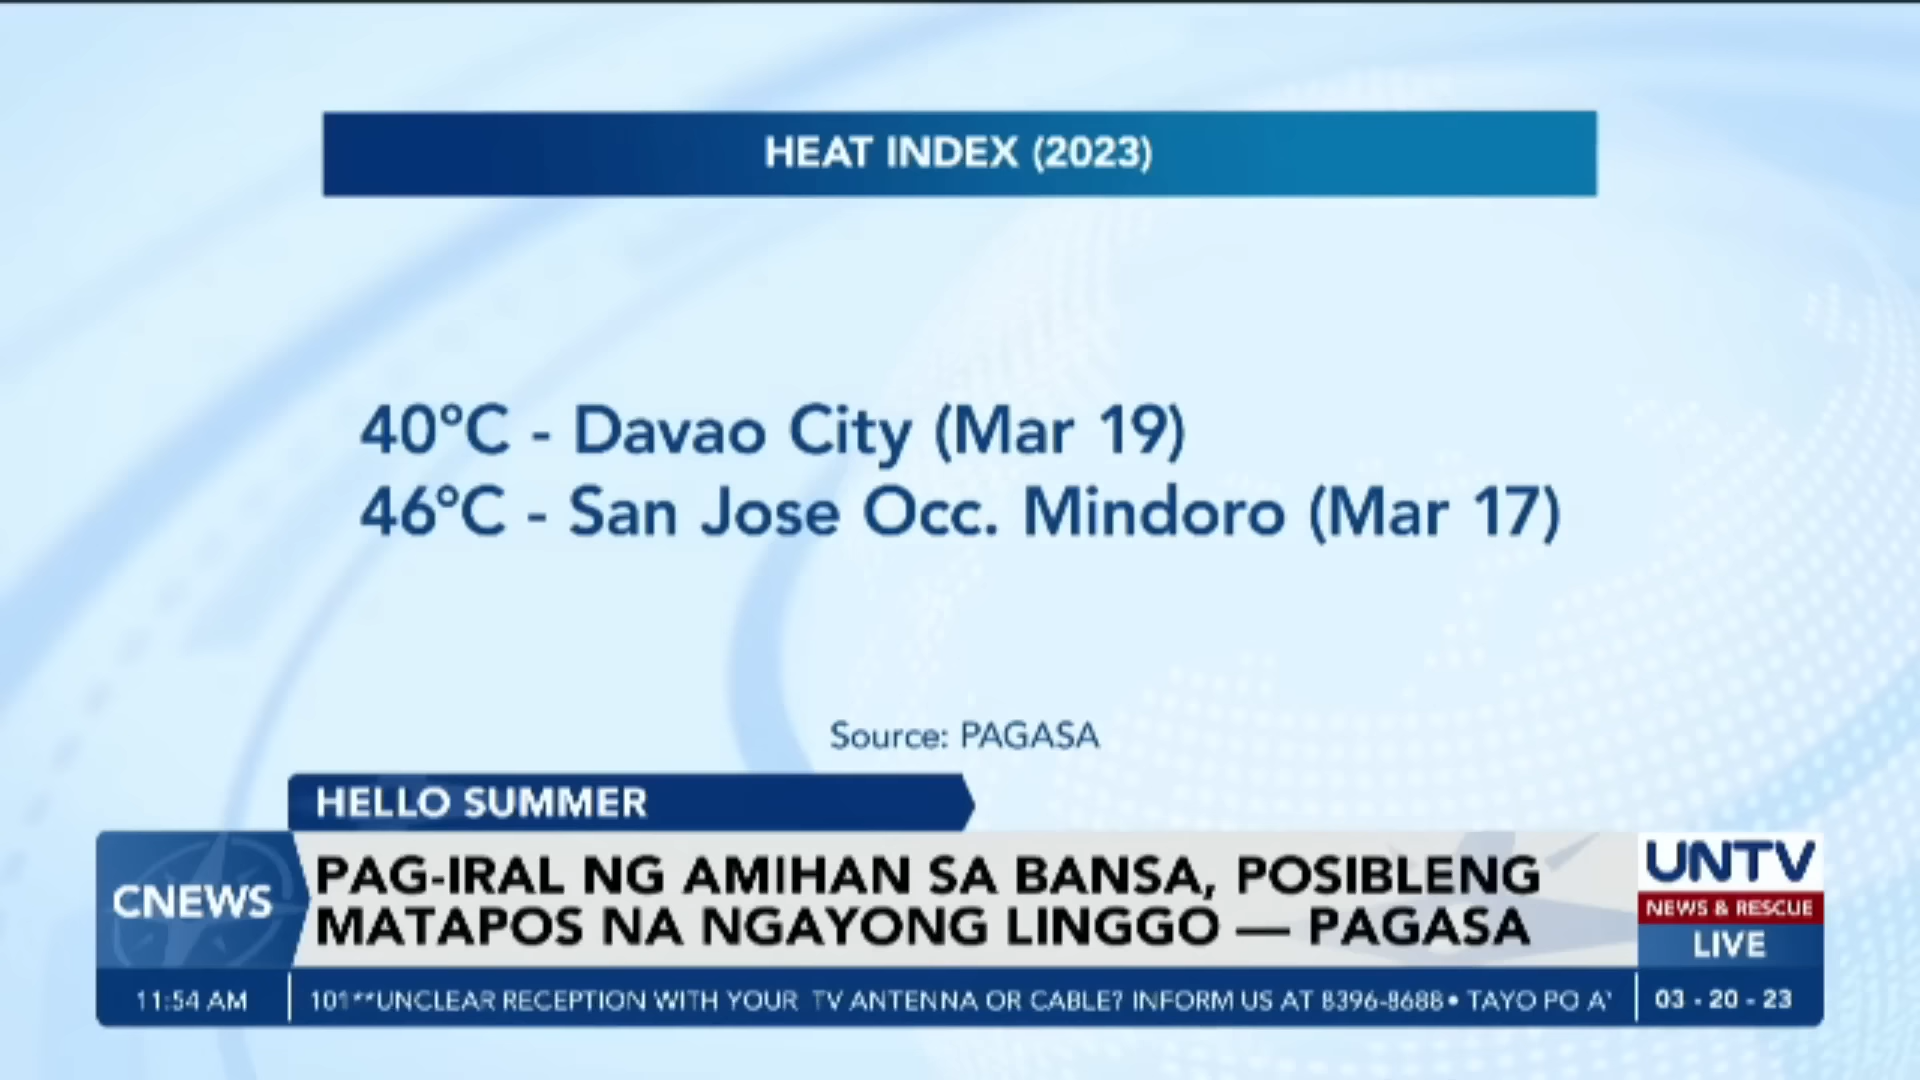 HEAT INDEX (2023)
40°C - Davao City (Mar 19)
46°C - San Jose Occ. Mindoro (Mar 17)
Source: PAGASA
HELLO SUMMER
CNEWS
PAG-IRAL NG AMIHAN SA BANSA, POSIBLENG
MATAPOS NA NGAYONG LINGGO — PAGASA
UNTV
NEWS & RESCUE
LIVE
11:54 AM
101**UNCLEAR RECEPTION WITH YOUR TV ANTENNA OR CABLE? INFORM US AT 8396-8688• TAYO PO
03 - 20 - 23